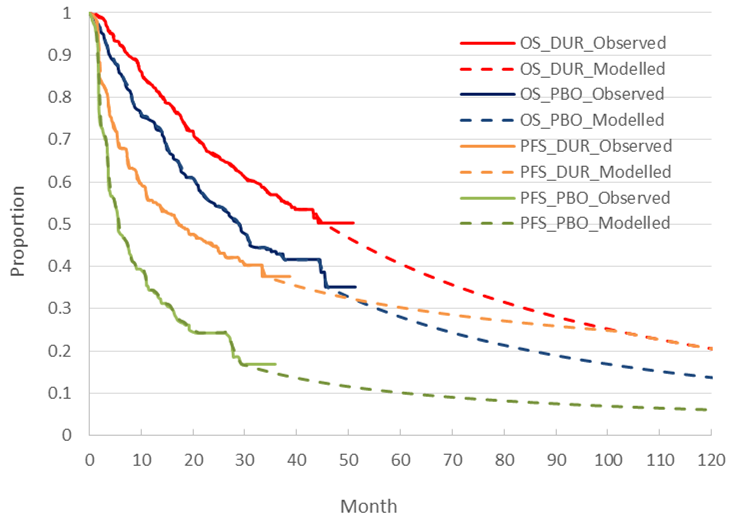 1
0.9
0.8
0.7
0.6
0.5
0.4
0.3
0.2
0.1
0
Proportion
OS_DUR_Observed
OS_DUR_Modelled
OS_PBO_Observed
OS_PBO_Modelled
PFS_DUR_Observed
PFS_DUR_Modelled
PFS_PBO_Observed
PFS_PBO_Modelled
0 10 20 30 40 50 60 70 80 90 100 110 120
Month